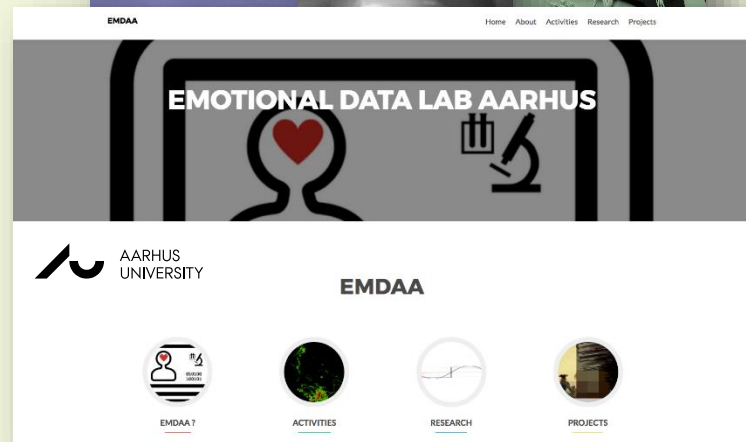 EMDAA
Home About Activities Research Projects
EMOTIONAL DATA LAB AARHUS
AARHUS
UNIVERSITY
EMDAA
EMDAA ? ACTIVITIES RESEARCH PROJECTS